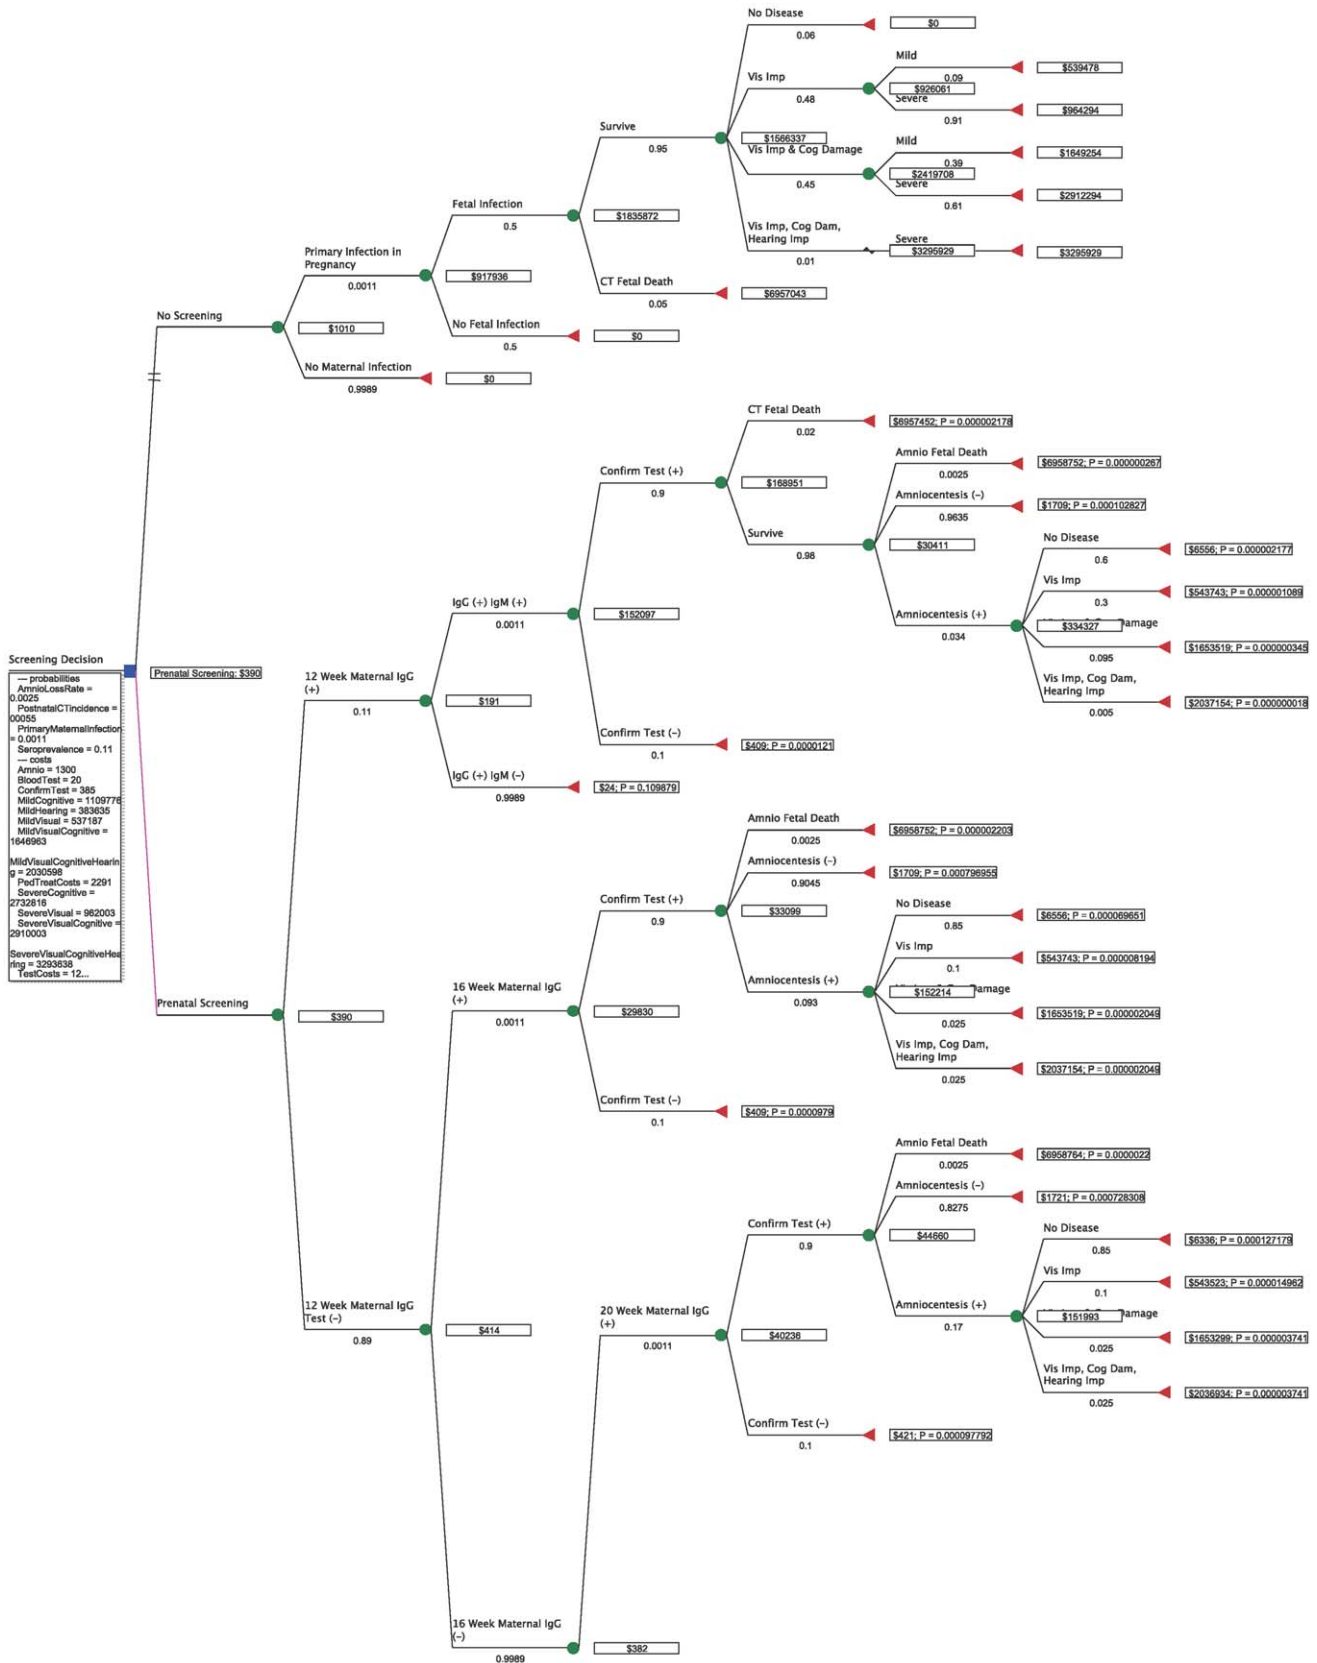 No Disease
0.06
$0
Vis Imp
0.48
$926061
Mild
0.09
$539478
Severe
0.91
$964294
Survive
0.95
$1566337
Vis Imp & Cog Damage
0.45
$2419708
Mild
0.39
$1649254
Severe
0.61
$2912294
Vis Imp, Cog Dam,
Hearing Imp
0.01
Severe
$3295929
$3295929
Fetal Infection
0.5
$1835872
CT Fetal Death
0.05
$6957043
Primary Infection in
Pregnancy
0.0011
$917936
No Fetal Infection
0.5
$0
No Screening
$1010
No Maternal Infection
0.9989
$0
Screening Decision
--- probabilities
AmnioLossRate =
0.0025
PostnatalCTincidence =
00055
PrimaryMaternalInfection
= 0.0011
Seroprevalence = 0.11
--- costs
Amnio = 1300
BloodTest = 20
ConfirmTest = 385
MildCognitive = 1109776
MildHearing = 383635
MildVisual = 537187
MildVisualCognitive =
1646963
MildVisualCognitiveHearin
g = 2030598
PedTreatCosts = 2291
SevereCognitive =
2732816
SevereVisual = 962003
SevereVisualCognitive =
2910003
SevereVisualCognitiveHea
ring = 3293638
TestCosts = 12...
Prenatal Screening: $390
CT Fetal Death
0.02
$6957452; P = 0.000002178
Confirm Test (+)
0.9
$168951
Amnio Fetal Death
0.0025
$6958752; P = 0.000000267
Amniocentesis (–)
0.9635
$1709; P = 0.000102827
Survive
0.98
$30411
No Disease
0.6
$6556; P = 0.000002177
Vis Imp
0.3
$543743; P = 0.000001089
Amniocentesis (+)
0.034
$334327
Damage
0.095
$1653519; P = 0.000000345
Vis Imp, Cog Dam,
Hearing Imp
0.005
$2037154; P = 0.000000018
IgG (+) IgM (+)
0.0011
$152097
Confirm Test (–)
0.1
$409; P = 0.0000121
12 Week Maternal IgG
(+)
0.11
$191
IgG (+) IgM (–)
0.9989
$24; P = 0.109879
Prenatal Screening
$390
Amnio Fetal Death
0.0025
$6958752; P = 0.000002203
Amniocentesis (–)
0.9045
$1709; P = 0.000796955
Confirm Test (+)
0.9
$33099
No Disease
0.85
$6556; P = 0.000069651
Vis Imp
0.1
$543743; P = 0.000008194
Amniocentesis (+)
0.093
$152214
Damage
0.025
$1653519; P = 0.000002049
Vis Imp, Cog Dam,
Hearing Imp
0.025
$2037154; P = 0.000002049
16 Week Maternal IgG
(+)
0.0011
$29830
Confirm Test (–)
0.1
$409; P = 0.0000979
12 Week Maternal IgG
Test (–)
0.89
$414
Amnio Fetal Death
0.0025
$6958764; P = 0.0000022
Amniocentesis (–)
0.8275
$1721; P = 0.000728308
Confirm Test (+)
0.9
$44660
No Disease
0.85
$6336; P = 0.000127179
Vis Imp
0.1
$543523; P = 0.000014962
Amniocentesis (+)
0.17
$151993
Damage
0.025
$1653299; P = 0.000003741
Vis Imp, Cog Dam,
Hearing Imp
0.025
$2036934; P = 0.000003741
20 Week Maternal IgG
(+)
0.0011
$40236
Confirm Test (–)
0.1
$421; P = 0.000097792
16 Week Maternal IgG
(–)
0.9989
$382